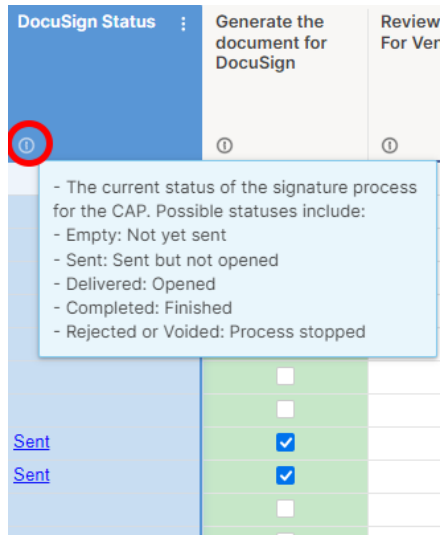 DocuSign Status
Generate the
document for
DocuSign
Review
For Ver
- The current status of the signature process
for the CAP. Possible statuses include:
- Empty: Not yet sent
- Sent: Sent but not opened
- Delivered: Opened
- Completed: Finished
- Rejected or Voided: Process stopped
Sent
Sent